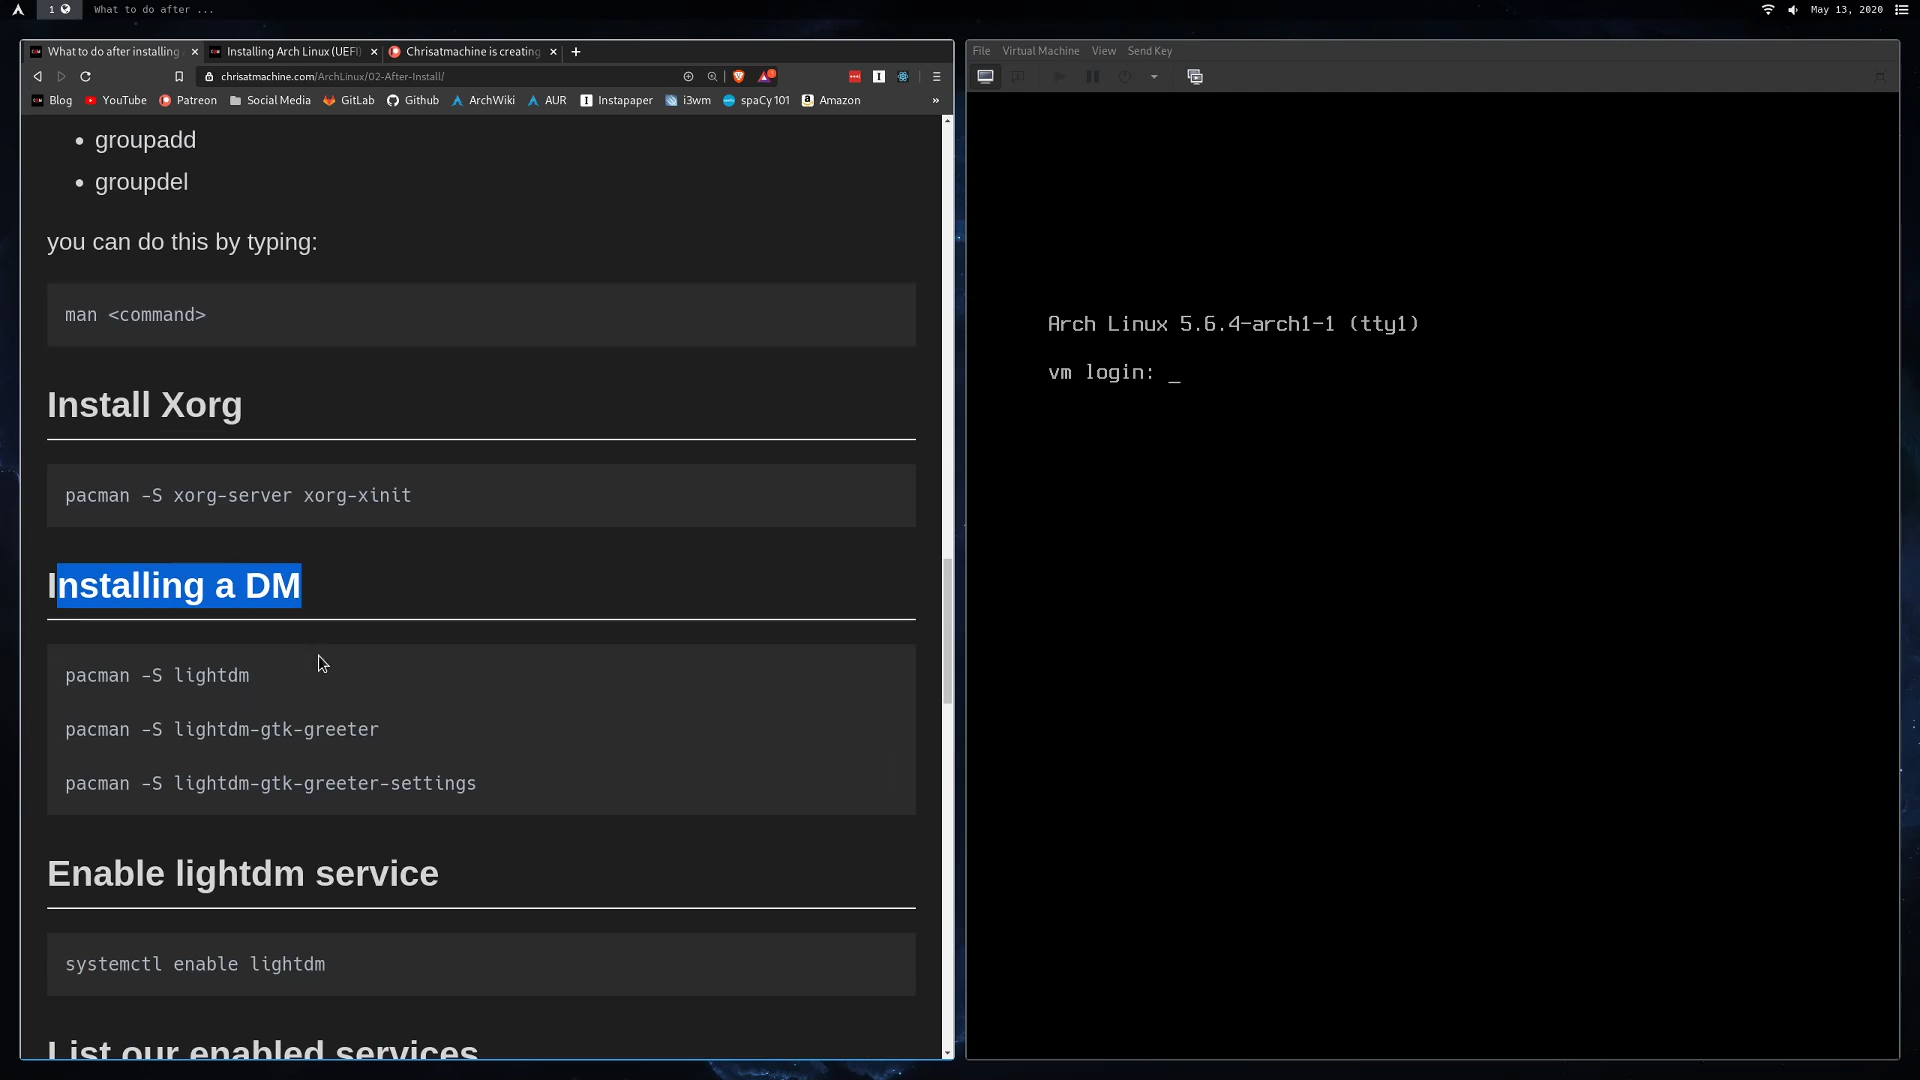 1
What to do after ...
May 13, 2020
What to do after installing
Installing Arch Linux (UEFI)
Chrisatmachine is creating
chrisatmachine.com/ArchLinux/02-After-Install/
Blog
YouTube
Patreon
Social Media
GitLab
Github
ArchWiki
AUR
Instapaper
i3wm
spaCy 101
Amazon
»
• groupadd
• groupdel
you can do this by typing:
man <command>
Install Xorg
pacman -S xorg-server xorg-xinit
Installing a DM
pacman -S lightdm
pacman -S lightdm-gtk-greeter
pacman -S lightdm-gtk-greeter-settings
Enable lightdm service
systemctl enable lightdm
List our enabled services
File Virtual Machine View Send Key
Arch Linux 5.6.4-arch1-1 (tty1)
vm login: _